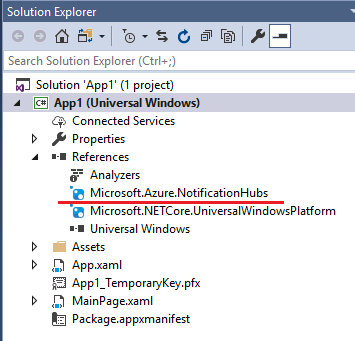 Solution Explorer
Search Solution Explorer (Ctrl+;)
Solution 'App1' (1 project)
C# App1 (Universal Windows)
Connected Services
Properties
References
Analyzers
Microsoft.Azure.NotificationHubs
Microsoft.NETCore.UniversalWindowsPlatform
Universal Windows
Assets
App.xaml
App1_TemporaryKey.pfx
MainPage.xaml
Package.appxmanifest